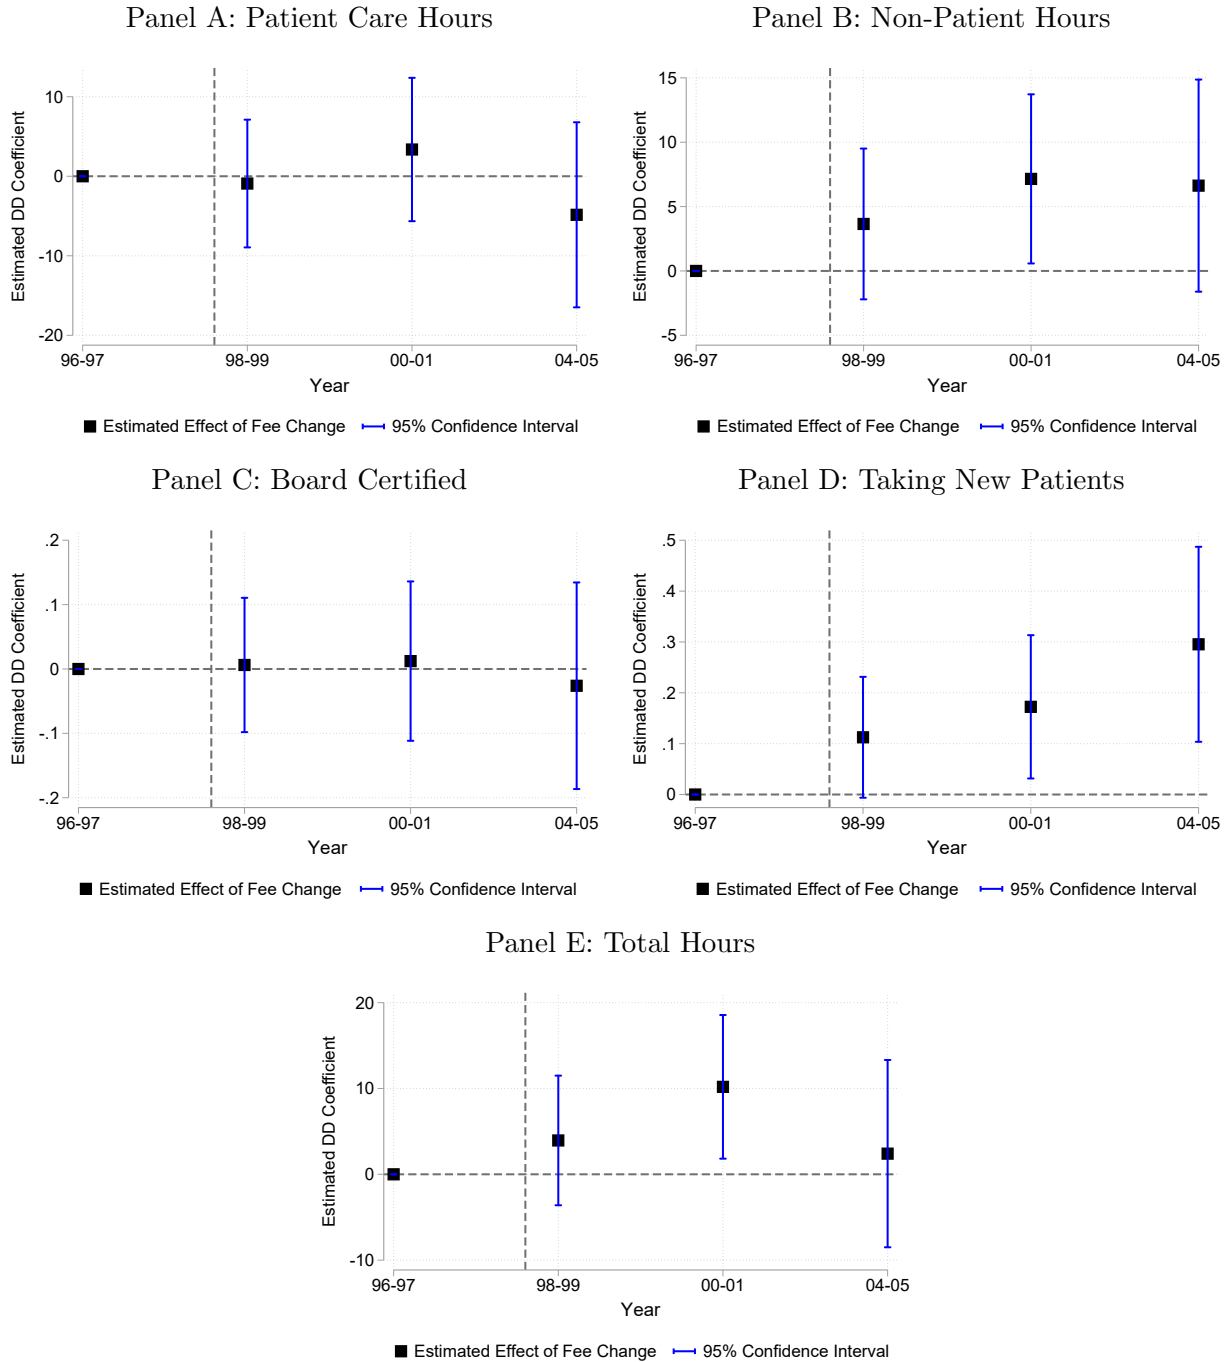 Panel A: Patient Care Hours
Estimated DD Coefficient
10
0
-10
-20
96-97 98-99 00-01 04-05
Year
Estimated Effect of Fee Change 95% Confidence Interval
Panel B: Non-Patient Hours
Estimated DD Coefficient
15
10
5
0
-5
96-97 98-99 00-01 04-05
Year
Estimated Effect of Fee Change 95% Confidence Interval
Panel C: Board Certified
Estimated DD Coefficient
.2
.1
0
-.1
-.2
96-97 98-99 00-01 04-05
Year
Estimated Effect of Fee Change 95% Confidence Interval
Panel D: Taking New Patients
Estimated DD Coefficient
.5
.4
.3
.2
.1
0
96-97 98-99 00-01 04-05
Year
Estimated Effect of Fee Change 95% Confidence Interval
Panel E: Total Hours
Estimated DD Coefficient
20
10
0
-10
96-97 98-99 00-01 04-05
Year
Estimated Effect of Fee Change 95% Confidence Interval